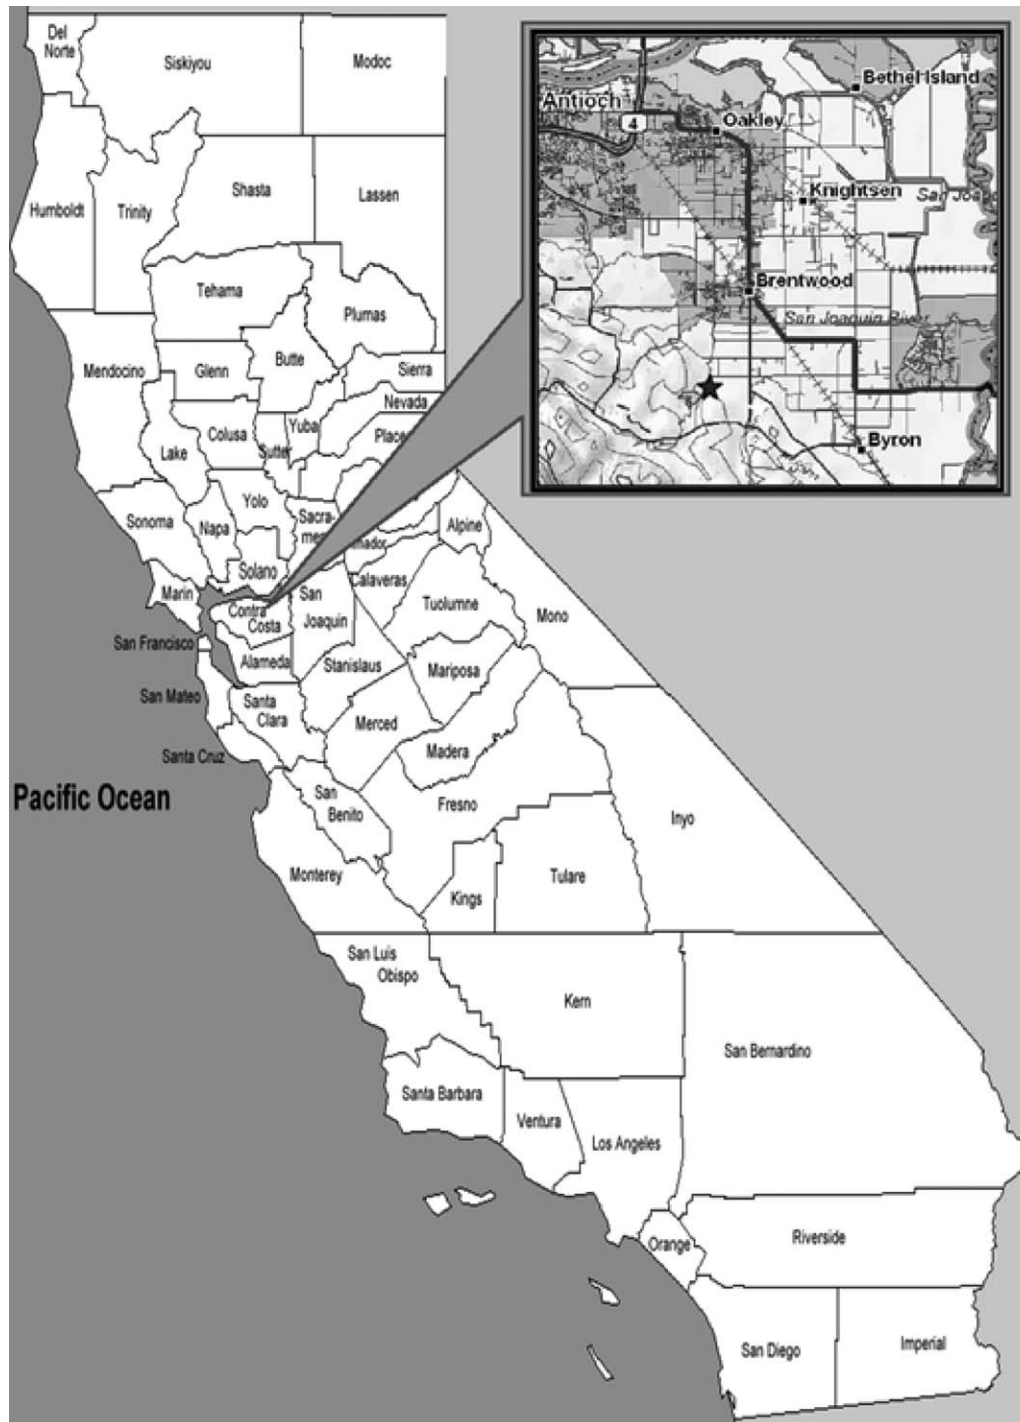 Del
Norte
Siskiyou
Modoc
Humboldt
Trinity
Shasta
Lassen
Tehama
Plumas
Mendocino
Glenn
Butte
Sierra
Nevada
Yuba
Colusa
Sutter
Lake
Sonoma
Napa
Yolo
Sacra-
Alpine
Solano
Calaveras
Marin
Contra
Costa
San
Joaquin
Tuolumne
Mono
San Francisco
Alameda
Stanislaus
Mariposa
San Mateo
Santa
Clara
Merced
Santa Cruz
Madera
Pacific Ocean
San
Benito
Fresno
Inyo
Monterey
Kings
Tulare
San Luis
Obispo
Kern
San Bernardino
Santa Barbara
Ventura
Los Angeles
Orange
Riverside
San Diego
Imperial
Bethel Island
Antioch
4
Oakley
Knightsen
Brentwood
San Joaquin River
Byron